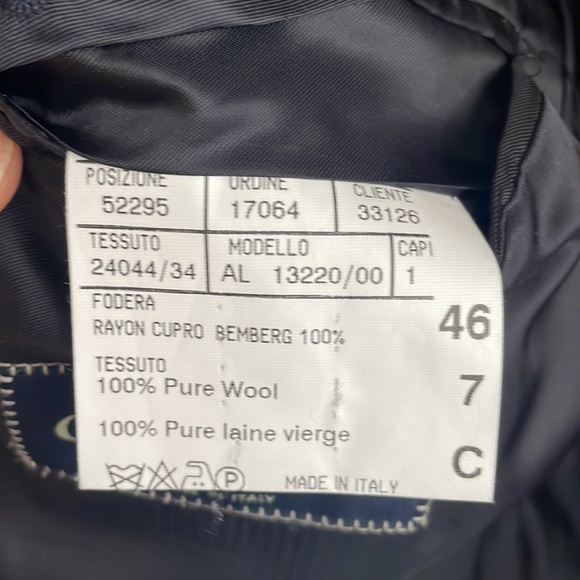 POSIZIONE ORDINE CLIENTE
52295 17064 33126
TESSUTO MODELLO CAPI
24044/34 AL 13220/00 1
FODERA
RAYON CUPRO BEMBERG 100%
46
TESSUTO
100% Pure Wool
7
100% Pure laine vierge
C
P MADE IN ITALY
ITALY